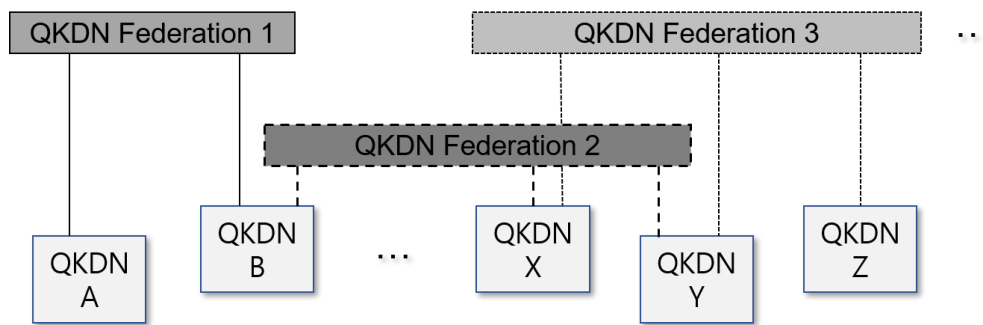 QKDN Federation 1
QKDN Federation 3
..
QKDN Federation 2
QKDN
A
QKDN
B
...
QKDN
X
QKDN
Y
QKDN
Z